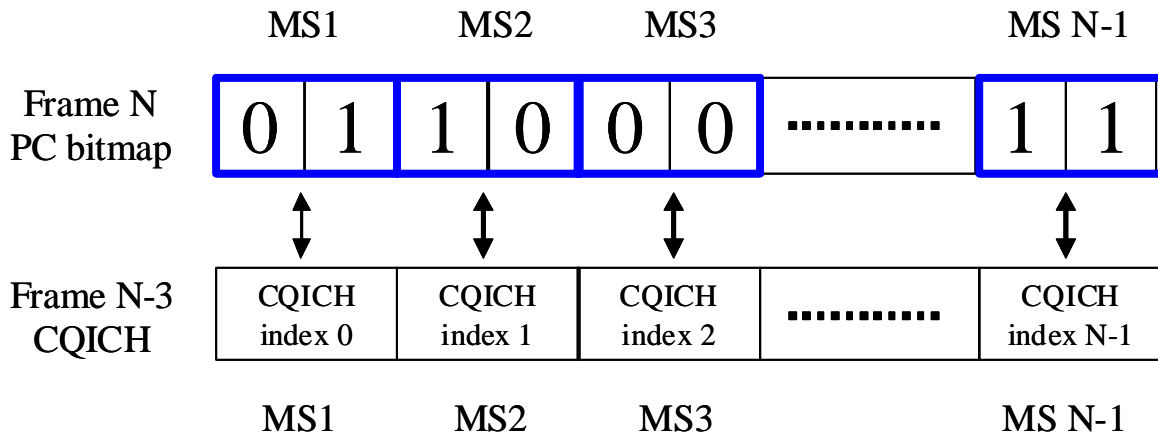 MS1 MS2 MS3 MS N-1
Frame N
PC bitmap
0 1 1 0 0 0 1 1
Frame N-3
CQICH
CQICH CQICH CQICH CQICH
index 0 index 1 index 2 index N-1
MS1 MS2 MS3 MS N-1